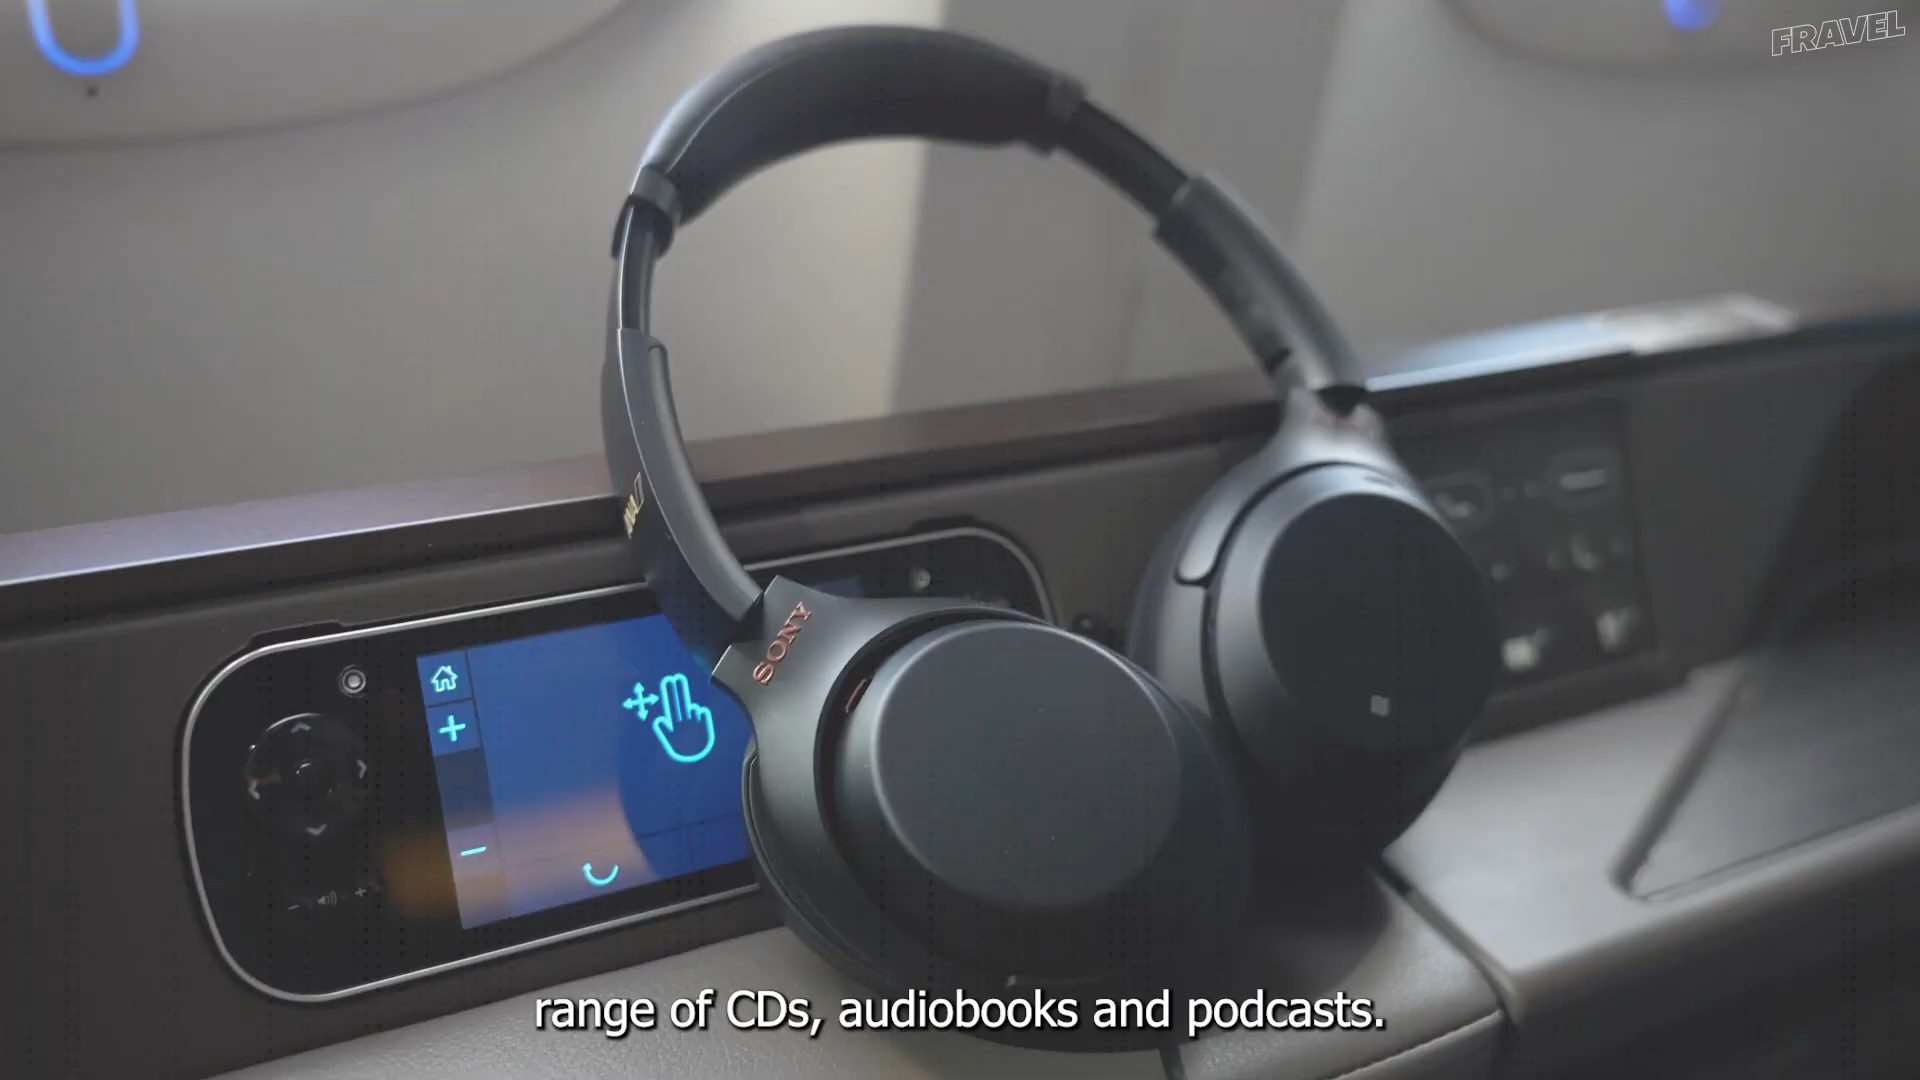 FRAVEL
SONY
range of CDs, audiobooks and podcasts.